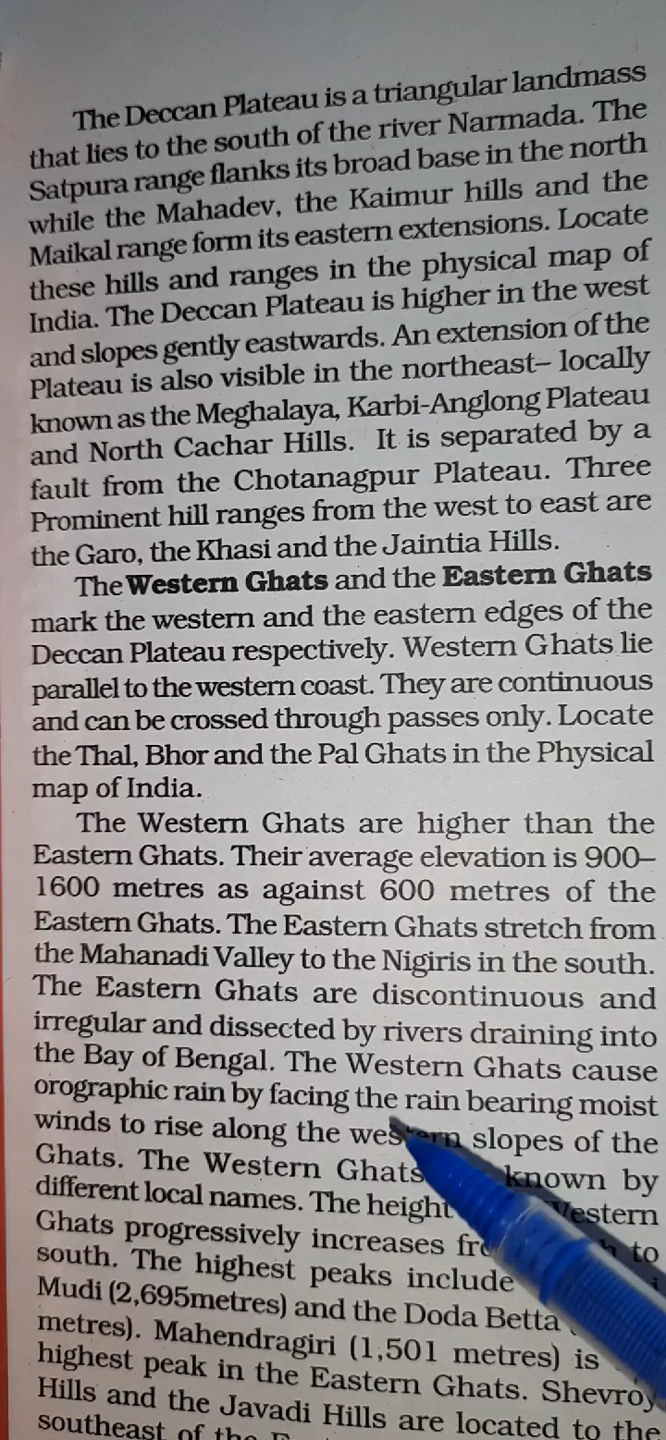 The Deccan Plateau is a triangular landmass
that lies to the south of the river Narmada. The
Satpura range flanks its broad base in the north
while the Mahadev, the Kaimur hills and the
Maikal range form its eastern extensions. Locate
these hills and ranges in the physical map of
India. The Deccan Plateau is higher in the west
and slopes gently eastwards. An extension of the
Plateau is also visible in the northeast– locally
known as the Meghalaya, Karbi-Anglong Plateau
and North Cachar Hills. It is separated by a
fault from the Chotanagpur Plateau. Three
Prominent hill ranges from the west to east are
the Garo, the Khasi and the Jaintia Hills.
The Western Ghats and the Eastern Ghats
mark the western and the eastern edges of the
Deccan Plateau respectively. Western Ghats lie
parallel to the western coast. They are continuous
and can be crossed through passes only. Locate
the Thal, Bhor and the Pal Ghats in the Physical
map of India.
The Western Ghats are higher than the
Eastern Ghats. Their average elevation is 900–
1600 metres as against 600 metres of the
Eastern Ghats. The Eastern Ghats stretch from
the Mahanadi Valley to the Nigiris in the south.
The Eastern Ghats are discontinuous and
irregular and dissected by rivers draining into
the Bay of Bengal. The Western Ghats cause
orographic rain by facing the rain bearing moist
winds to rise along the western slopes of the
Ghats. The Western Ghats known by
different local names. The height Western
Ghats progressively increases to
south. The highest peaks include
Mudi (2,695metres) and the Doda Betta
metres). Mahendragiri (1,501 metres) is
highest peak in the Eastern Ghats. Shevroy
Hills and the Javadi Hills are located to the
southeast of the